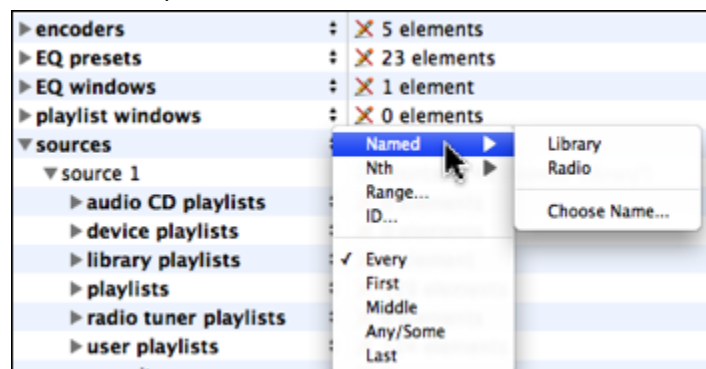 encoders 5 elements
EQ presets 23 elements
EQ windows 1 element
playlist windows 0 elements
sources
source 1
audio CD playlists
device playlists
library playlists
playlists
radio tuner playlists
user playlists
Named
Nth
Range...
ID...
Every
First
Middle
Any/Some
Last
Library
Radio
Choose Name...